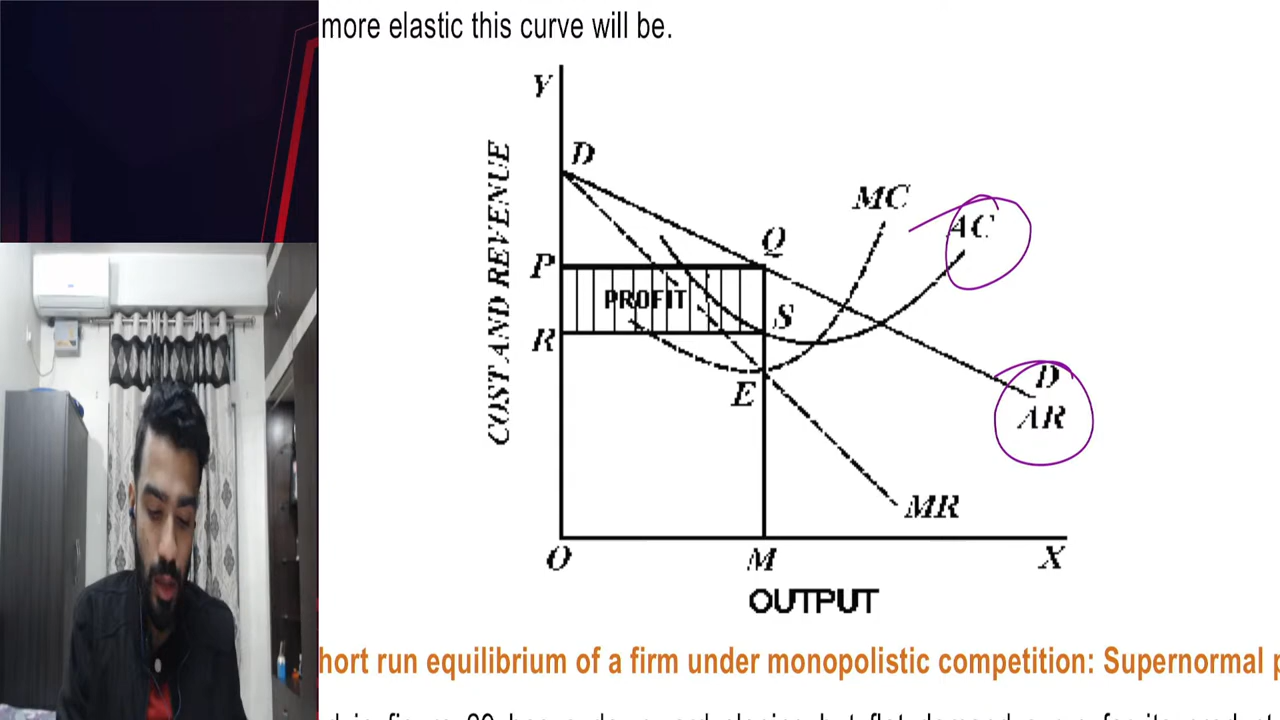 more elastic this curve will be.
Y
D
MC
AC
Q
P
PROFIT
S
R
E
D
AR
MR
COST AND REVENUE
O
M
X
OUTPUT
hort run equilibrium of a firm under monopolistic competition: Supernormal p